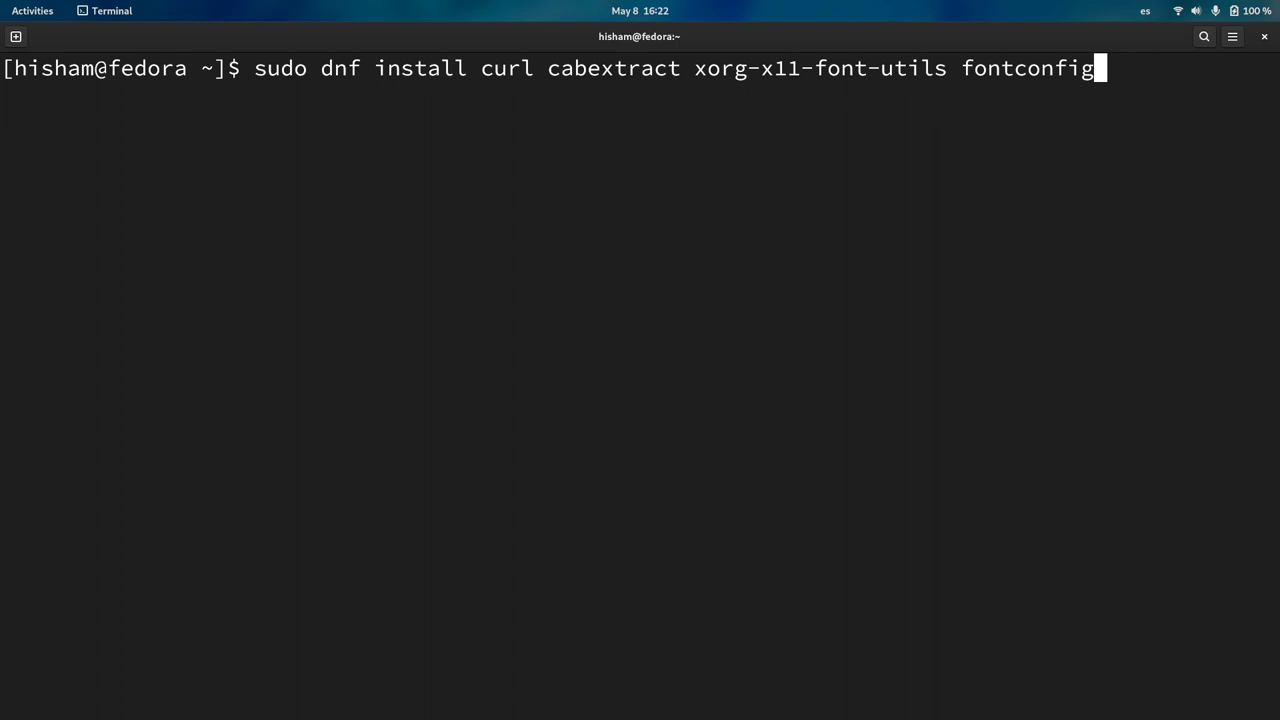 Activities
Terminal
May 8 16:22
es
100 %
hisham@fedora:~
[hisham@fedora ~]$ sudo dnf install curl cabextract xorg-x11-font-utils fontconfig